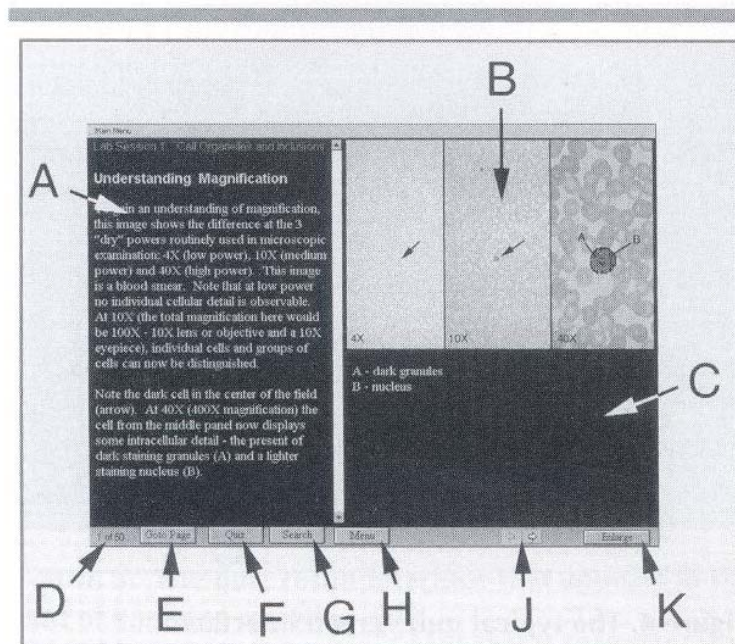 B
Main Menu
Lab Session 1 Cell Organelles and Inclusions
Understanding Magnification
A
in an understanding of magnification,
this image shows the difference at the 3
"dry" powers routinely used in microscopic
examination: 4X (low power), 10X (medium
power) and 40X (high power). This image
is a blood smear. Note that at low power
no individual cellular detail is observable.
At 10X (the total magnification here would
be 100X - 10X lens or objective and a 10X
eyepiece), individual cells and groups of
cells can now be distinguished.
Note the dark cell in the center of the field
(arrow). At 40X (400X magnification) the
cell from the middle panel now displays
some intracellular detail - the present of
dark staining granules (A) and a lighter
staining nucleus (B).
A
B
4X
10X
40X
A - dark granules
B - nucleus
C
1 of 60
Goto Page
Quiz
Search
Menu
Enlarge
D
E
F
G
H
J
K